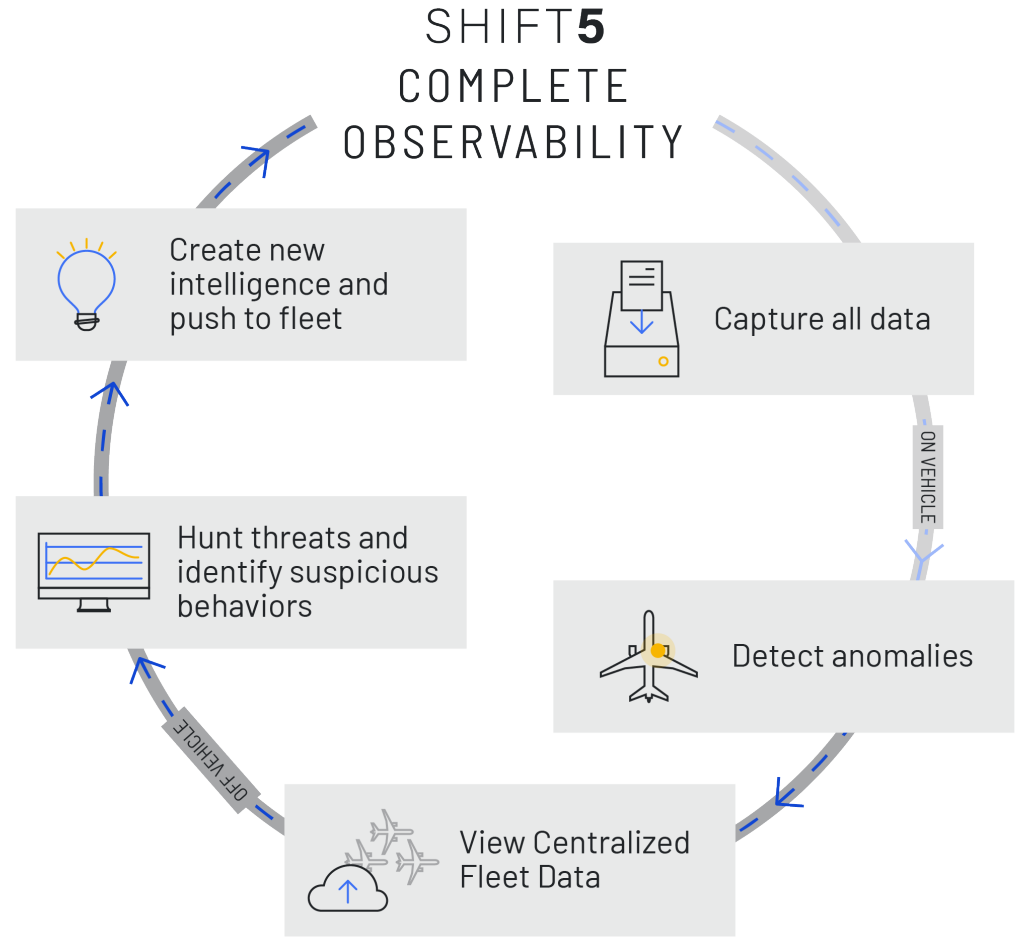 SHIFT5
COMPLETE
OBSERVABILITY
Capture all data
ON VEHICLE
Detect anomalies
View Centralized
Fleet Data
OFF VEHICLE
Hunt threats and
identify suspicious
behaviors
Create new
intelligence and
push to fleet